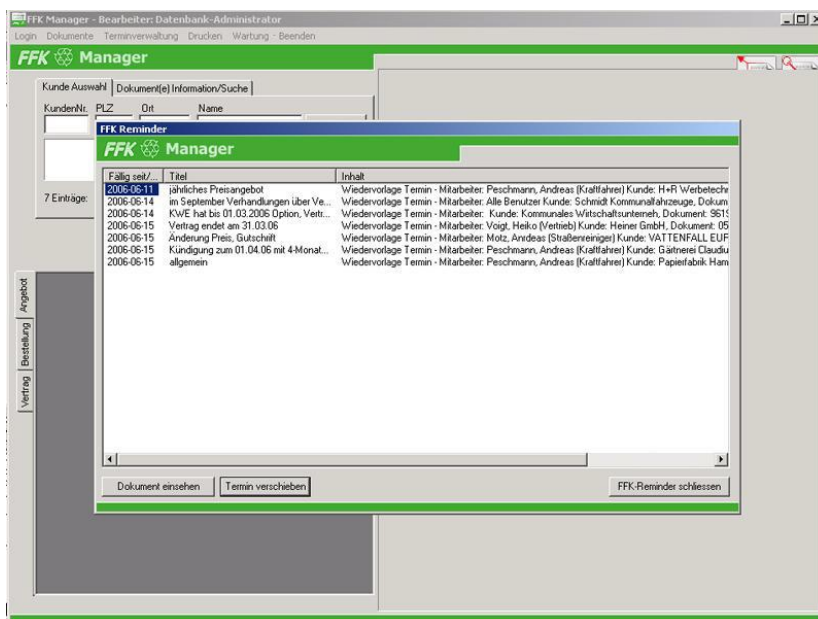 FFK Manager - Bearbeiter: Datenbank-Administrator
Login Dokumente Terminverwaltung Drucken Wartung - Beenden
FFK Manager
Kunde Auswahl Dokument(e) Information/Suche
KundenNr. PLZ Ort Name
7 Einträge:
Angebot
Bestellung
Vertrag
FFK Reminder
FFK Manager
Fällig seit/... Titel Inhalt
2006-06-11 jährliches Preisangebot Wiedervorlage Termin - Mitarbeiter: Peschmann, Andreas (Kraftfahrer) Kunde: H+R Werbetechr
2006-06-14 im September Verhandlungen über Ve... Wiedervorlage Termin - Mitarbeiter: Alle Benutzer Kunde: Schmidt Kommunalfahrzeuge, Dokum
2006-06-14 KWE hat bis 01.03.2006 Option, Vertr... Wiedervorlage Termin - Mitarbeiter: Kunde: Kommunales Wirtschaftsunterneh, Dokument: 961
2006-06-15 Vertrag endet am 31.03.06 Wiedervorlage Termin - Mitarbeiter: Voigt, Heiko (Vertrieb) Kunde: Heiner GmbH, Dokument: 05
2006-06-15 Änderung Preis, Gutschrift Wiedervorlage Termin - Mitarbeiter: Motz, Andreas (Straßenreiniger) Kunde: VATTENFALL EUF
2006-06-15 Kündigung zum 01.04.06 mit 4-Monat... Wiedervorlage Termin - Mitarbeiter: Peschmann, Andreas (Kraftfahrer) Kunde: Gärtnerei Claudiu
2006-06-15 allgemein Wiedervorlage Termin - Mitarbeiter: Peschmann, Andreas (Kraftfahrer) Kunde: Papierfabrik Ham
Dokument einsehen Termin verschieben FFK-Reminder schliessen